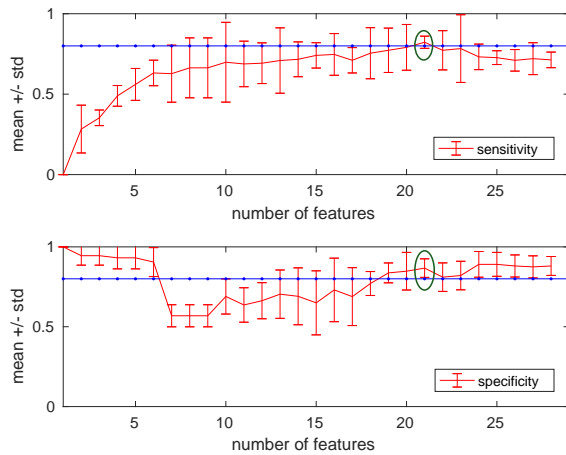 1
0.5
0
mean +/- std
sensitivity
5 10 15 20 25
number of features
1
0.5
0
mean +/- std
specificity
5 10 15 20 25
number of features